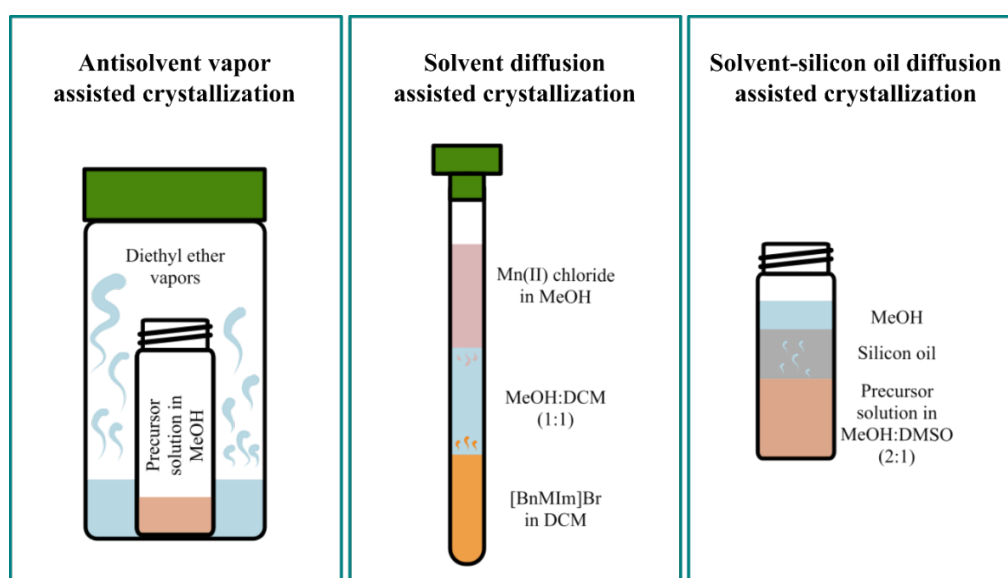 Antisolvent vapor
assisted crystallization
Diethyl ether
vapors
Precursor
solution in
MeOH
Solvent diffusion
assisted crystallization
Mn(II) chloride
in MeOH
MeOH:DCM
(1:1)
[BnMIm]Br
in DCM
Solvent-silicon oil diffusion
assisted crystallization
MeOH
Silicon oil
Precursor
solution in
MeOH:DMSO
(2:1)